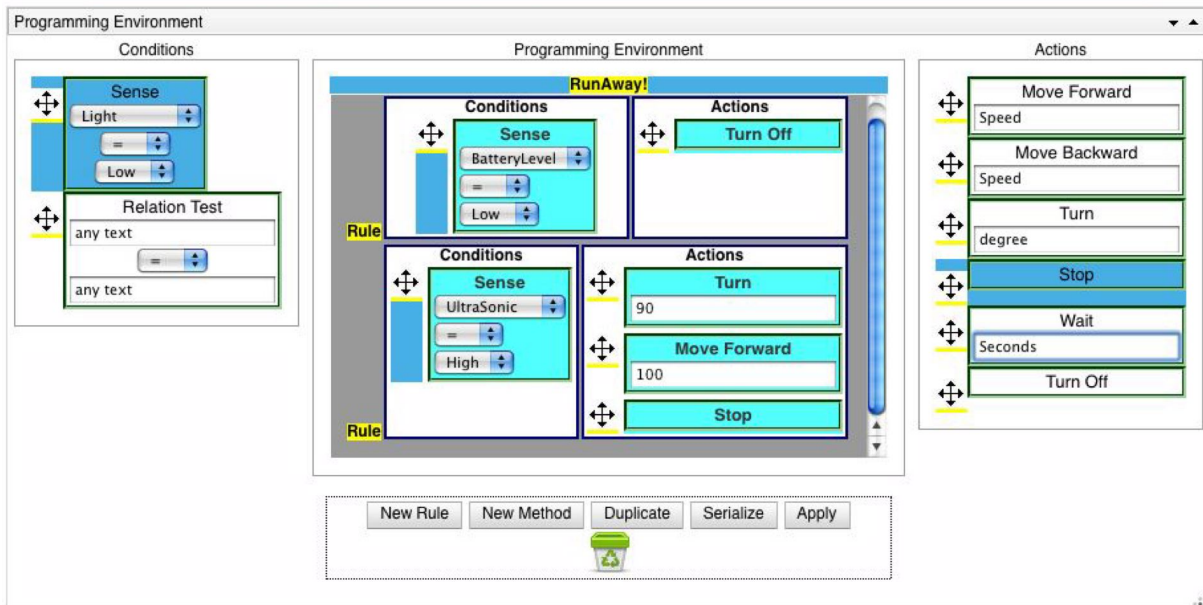 Programming Environment
Conditions
Sense
Light
=
Low
Relation Test
any text
=
any text
Programming Environment
RunAway!
Rule
Conditions
Sense
BatteryLevel
=
Low
Actions
Turn Off
Rule
Conditions
Sense
UltraSonic
=
High
Actions
Turn
90
Move Forward
100
Stop
Actions
Move Forward
Speed
Move Backward
Speed
Turn
degree
Stop
Wait
Seconds
Turn Off
New Rule New Method Duplicate Serialize Apply